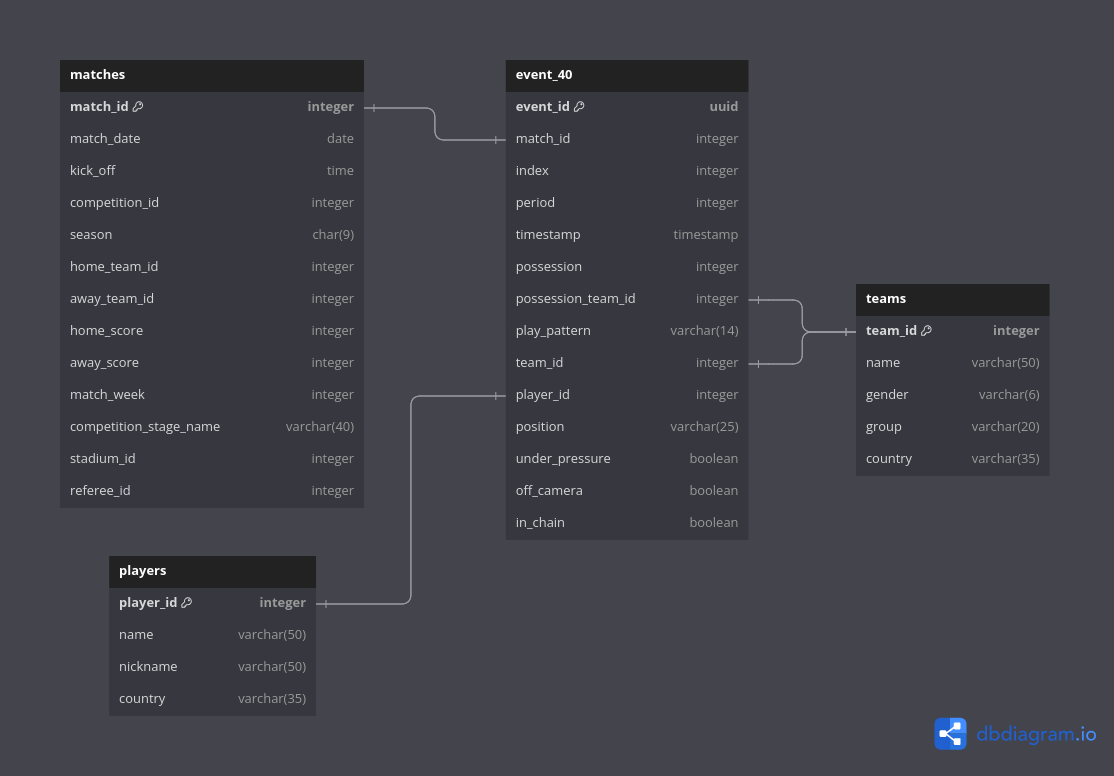 matches
match_id integer
match_date date
kick_off time
competition_id integer
season char(9)
home_team_id integer
away_team_id integer
home_score integer
away_score integer
match_week integer
competition_stage_name varchar(40)
stadium_id integer
referee_id integer
event_40
event_id uuid
match_id integer
index integer
period integer
timestamp timestamp
possession integer
possession_team_id integer
play_pattern varchar(14)
team_id integer
player_id integer
position varchar(25)
under_pressure boolean
off_camera boolean
in_chain boolean
teams
team_id integer
name varchar(50)
gender varchar(6)
group varchar(20)
country varchar(35)
players
player_id integer
name varchar(50)
nickname varchar(50)
country varchar(35)
dbdiagram.io